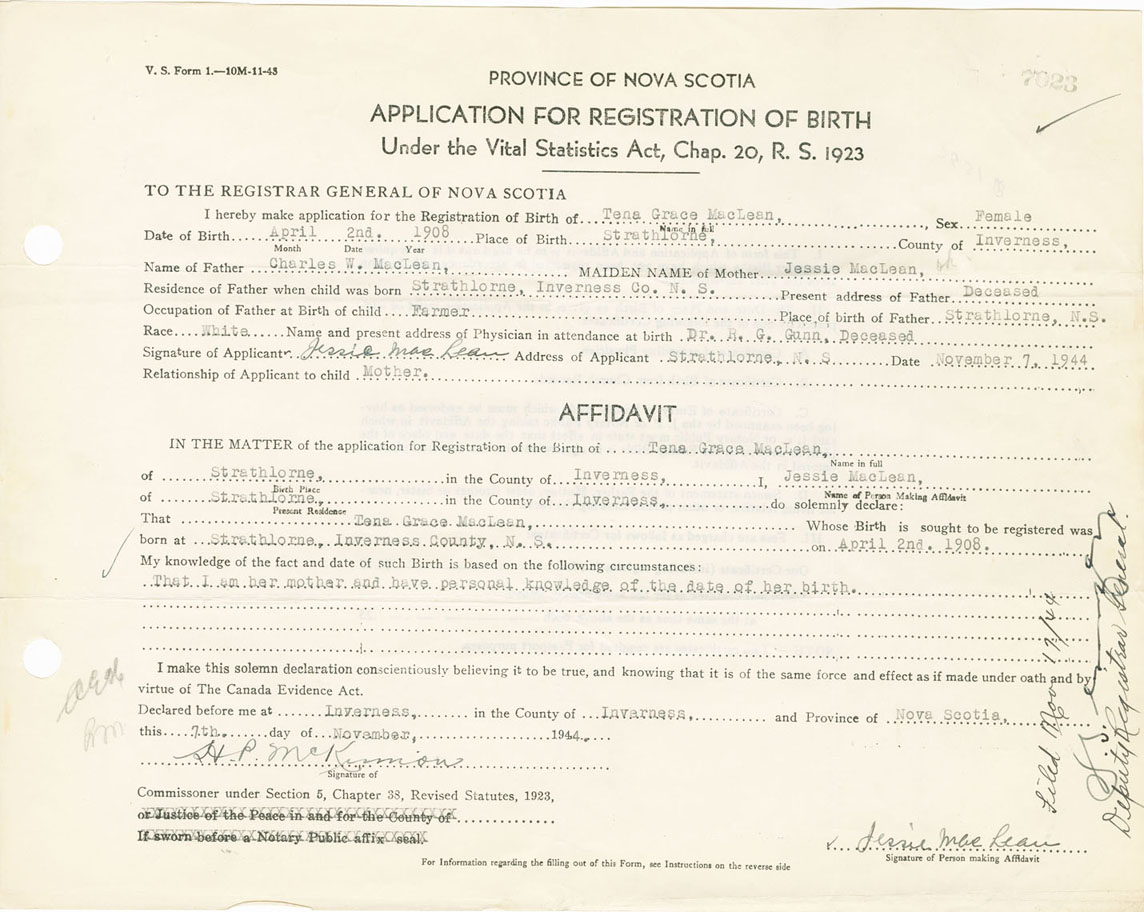 V. S. Form 1.—10M-11-43
PROVINCE OF NOVA SCOTIA
7023
APPLICATION FOR REGISTRATION OF BIRTH
Under the Vital Statistics Act, Chap. 20, R. S. 1923
TO THE REGISTRAR GENERAL OF NOVA SCOTIA
I hereby make application for the Registration of Birth of Tena Grace MacLean, Sex Female
Name in full
Date of Birth April 2nd. 1908 Place of Birth Strathlorne, County of Inverness,
Month Date Year
Name of Father Charles W. MacLean, MAIDEN NAME of Mother Jessie MacLean,
Residence of Father when child was born Strathlorne, Inverness Co. N. S. Present address of Father Deceased
Occupation of Father at Birth of child Farmer Place of birth of Father Strathlorne, N.S.
Race White Name and present address of Physician in attendance at birth Dr. H. G. Gunn, Deceased
Signature of Applicant Jessie MacLean Address of Applicant Strathlorne, N. S Date November 7, 1944
Relationship of Applicant to child Mother.
AFFIDAVIT
IN THE MATTER of the application for Registration of the Birth of Tena Grace MacLean,
Name in full
of Strathlorne, in the County of Inverness, I, Jessie MacLean,
Birth Place Name of Person Making Affidavit
of Strathlorne, in the County of Inverness, do solemnly declare:
Present Residence
That Tena Grace MacLean, Whose Birth is sought to be registered was
born at Strathlorne, Inverness County, N. S. on April 2nd. 1908.
My knowledge of the fact and date of such Birth is based on the following circumstances:
That I am her mother and have personal knowledge of the date of her birth.
I make this solemn declaration conscientiously believing it to be true, and knowing that it is of the same force and effect as if made under oath and by
virtue of The Canada Evidence Act.
Declared before me at Inverness, in the County of Inverness, and Province of Nova Scotia,
this 7th. day of November, 1944.
H. P. McKinnon
Signature of
Commissoner under Section 5, Chapter 38, Revised Statutes, 1923,
or Justice of the Peace in and for the County of
If sworn before a Notary Public affix seal.
Jessie MacLean
Signature of Person making Affidavit
For Information regarding the filling out of this Form, see Instructions on the reverse side
Filed Nov 17/44
Deputy Registrar General.